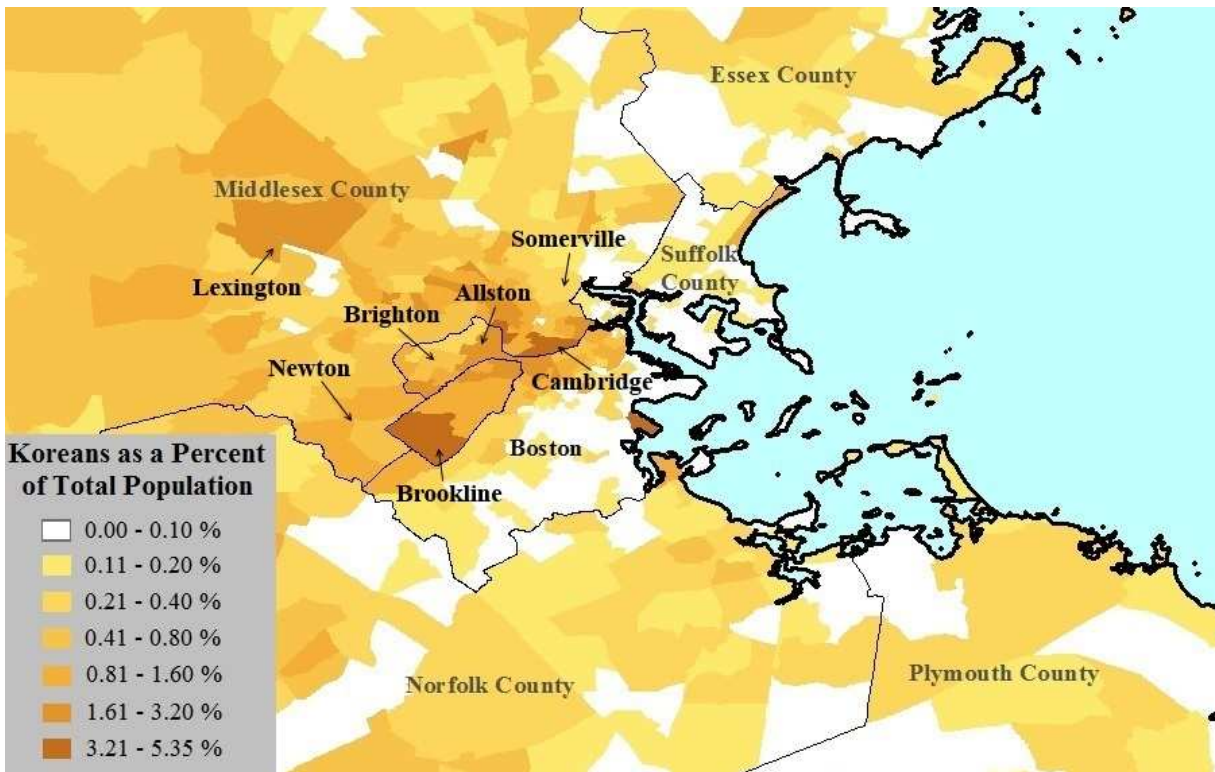 Essex County
Middlesex County
Somerville
Suffolk
County
Lexington
Allston
Brighton
Newton
Cambridge
Boston
Brookline
Koreans as a Percent
of Total Population
0.00 - 0.10 %
0.11 - 0.20 %
0.21 - 0.40 %
0.41 - 0.80 %
0.81 - 1.60 %
1.61 - 3.20 %
3.21 - 5.35 %
Norfolk County
Plymouth County